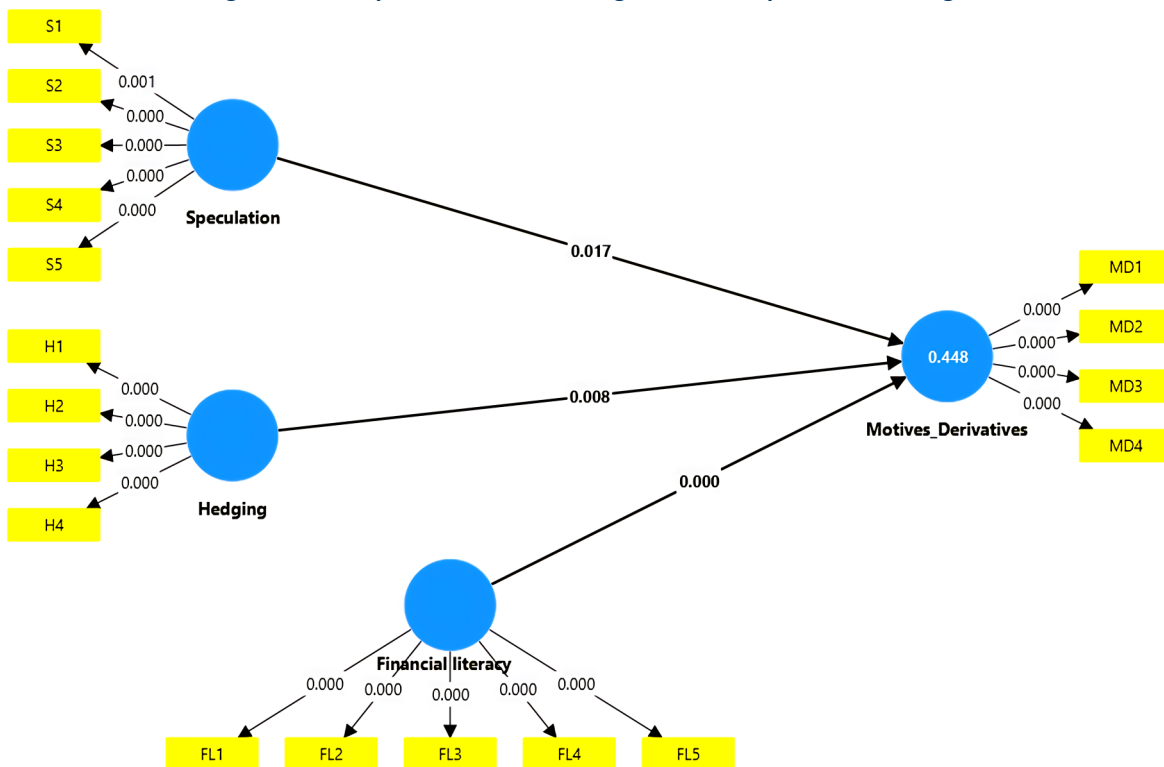 S1
0.001
S2
0.000
S3
0.000
S4
0.000
S5
0.000
Speculation
0.017
H1
0.000
H2
0.000
H3
0.000
H4
0.000
Hedging
0.008
0.448
Motives_Derivatives
MD1
0.000
MD2
0.000
MD3
0.000
MD4
0.000
0.000
Financial literacy
0.000
0.000
0.000
0.000
0.000
FL1
FL2
FL3
FL4
FL5